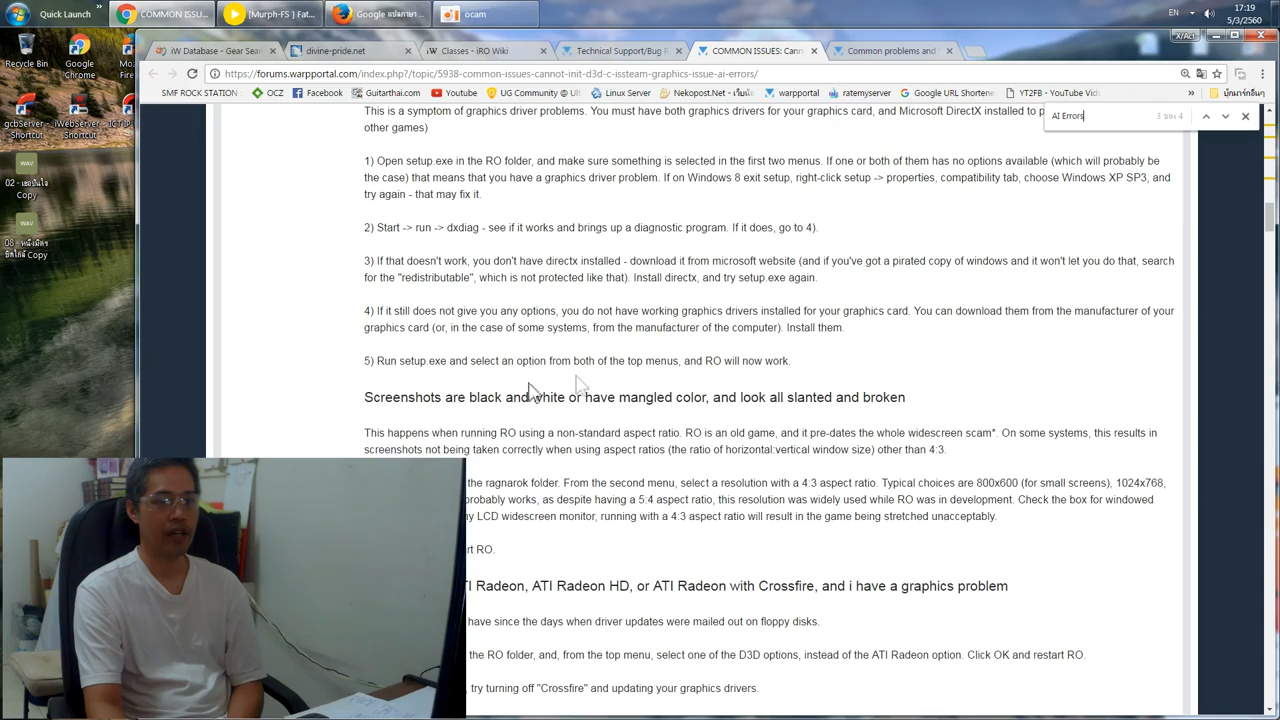 Quick Launch
COMMON ISSU...
[Murph-FS ] Fat...
Google แปลภาษา
ocam
EN
17:19
5/3/2560
X/Act
Recycle Bin
Google Chrome
gcbServer - Shortcut
iWebServer - Shortcut
WAV
WAV
Copy
Copy
iW Database - Gear Sea
divine-pride.net
Classes - iRO Wiki
Technical Support/Bug R
COMMON ISSUES: Cann
Common problems and
https://forums.warpportal.com/index.php?/topic/5938-common-issues-cannot-init-d3d-c-issteam-graphics-issue-ai-errors/
SMF ROCK STATION
OCZ
Facebook
Guitarthai.com
Youtube
UG Community @ UG
Linux Server
Nekopost.Net -
warpportal
ratemyserver
Google URL Shortene
YT2FB - YouTube Vide
»
AI Errors
3 ของ 4
This is a symptom of graphics driver problems. You must have both graphics drivers for your graphics card, and Microsoft DirectX installed to
other games)
1) Open setup.exe in the RO folder, and make sure something is selected in the first two menus. If one or both of them has no options available (which will probably be
the case) that means that you have a graphics driver problem. If on Windows 8 exit setup, right-click setup -> properties, compatibility tab, choose Windows XP SP3, and
try again - that may fix it.
2) Start -> run -> dxdiag - see if it works and brings up a diagnostic program. If it does, go to 4).
3) If that doesn't work, you don't have directx installed - download it from microsoft website (and if you've got a pirated copy of windows and it won't let you do that, search
for the "redistributable", which is not protected like that). Install directx, and try setup.exe again.
4) If it still does not give you any options, you do not have working graphics drivers installed for your graphics card. You can download them from the manufacturer of your
graphics card (or, in the case of some systems, from the manufacturer of the computer). Install them.
5) Run setup.exe and select an option from both of the top menus, and RO will now work.
Screenshots are black and white or have mangled color, and look all slanted and broken
This happens when running RO using a non-standard aspect ratio. RO is an old game, and it pre-dates the whole widescreen scam*. On some systems, this results in
screenshots not being taken correctly when using aspect ratios (the ratio of horizontal:vertical window size) other than 4:3.
the ragnarok folder. From the second menu, select a resolution with a 4:3 aspect ratio. Typical choices are 800x600 (for small screens), 1024x768,
probably works, as despite having a 5:4 aspect ratio, this resolution was widely used while RO was in development. Check the box for windowed
ny LCD widescreen monitor, running with a 4:3 aspect ratio will result in the game being stretched unacceptably.
rt RO.
TI Radeon, ATI Radeon HD, or ATI Radeon with Crossfire, and i have a graphics problem
have since the days when driver updates were mailed out on floppy disks.
the RO folder, and, from the top menu, select one of the D3D options, instead of the ATI Radeon option. Click OK and restart RO.
, try turning off "Crossfire" and updating your graphics drivers.